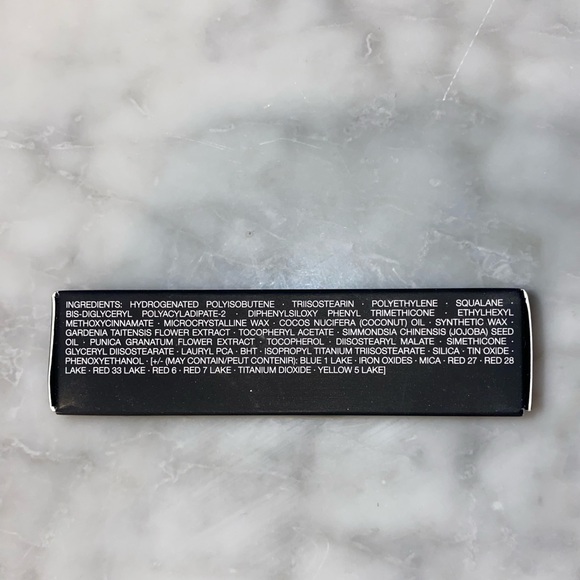 INGREDIENTS: HYDROGENATED POLYISOBUTENE · TRIISOSTEARIN · POLYETHYLENE · SQUALANE ·
BIS-DIGLYCERYL POLYACYLADIPATE-2 · DIPHENYLSILOXY PHENYL TRIMETHICONE · ETHYLHEXYL
METHOXYCINNAMATE · MICROCRYSTALLINE WAX · COCOS NUCIFERA (COCONUT) OIL · SYNTHETIC WAX ·
GARDENIA TAITENSIS FLOWER EXTRACT · TOCOPHERYL ACETATE · SIMMONDSIA CHINENSIS (JOJOBA) SEED
OIL · PUNICA GRANATUM FLOWER EXTRACT · TOCOPHEROL · DIISOSTEARYL MALATE · SIMETHICONE ·
GLYCERYL DIISOSTEARATE · LAURYL PCA · BHT · ISOPROPYL TITANIUM TRIISOSTEARATE · SILICA · TIN OXIDE ·
PHENOXYETHANOL · [+/- (MAY CONTAIN/PEUT CONTENIR): BLUE 1 LAKE · IRON OXIDES · MICA · RED 27 · RED 28
LAKE · RED 33 LAKE · RED 6 · RED 7 LAKE · TITANIUM DIOXIDE · YELLOW 5 LAKE]